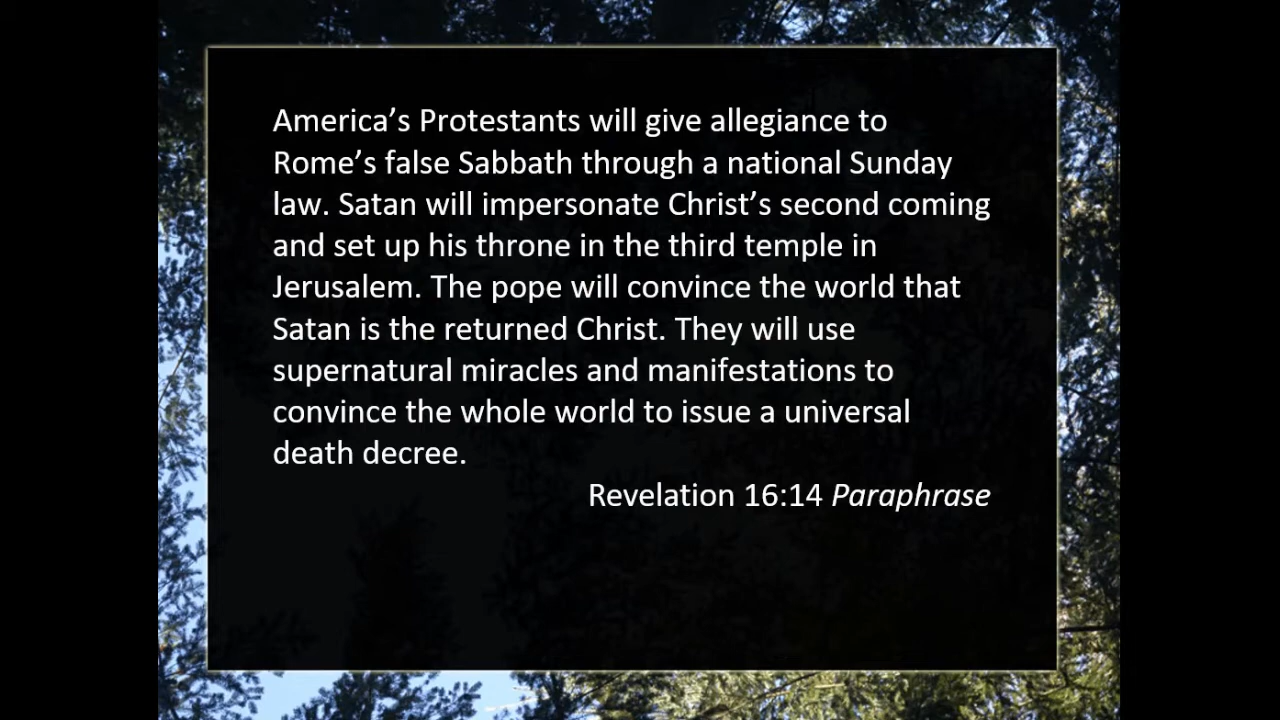 America’s Protestants will give allegiance to
Rome’s false Sabbath through a national Sunday
law. Satan will impersonate Christ’s second coming
and set up his throne in the third temple in
Jerusalem. The pope will convince the world that
Satan is the returned Christ. They will use
supernatural miracles and manifestations to
convince the whole world to issue a universal
death decree.
Revelation 16:14 Paraphrase